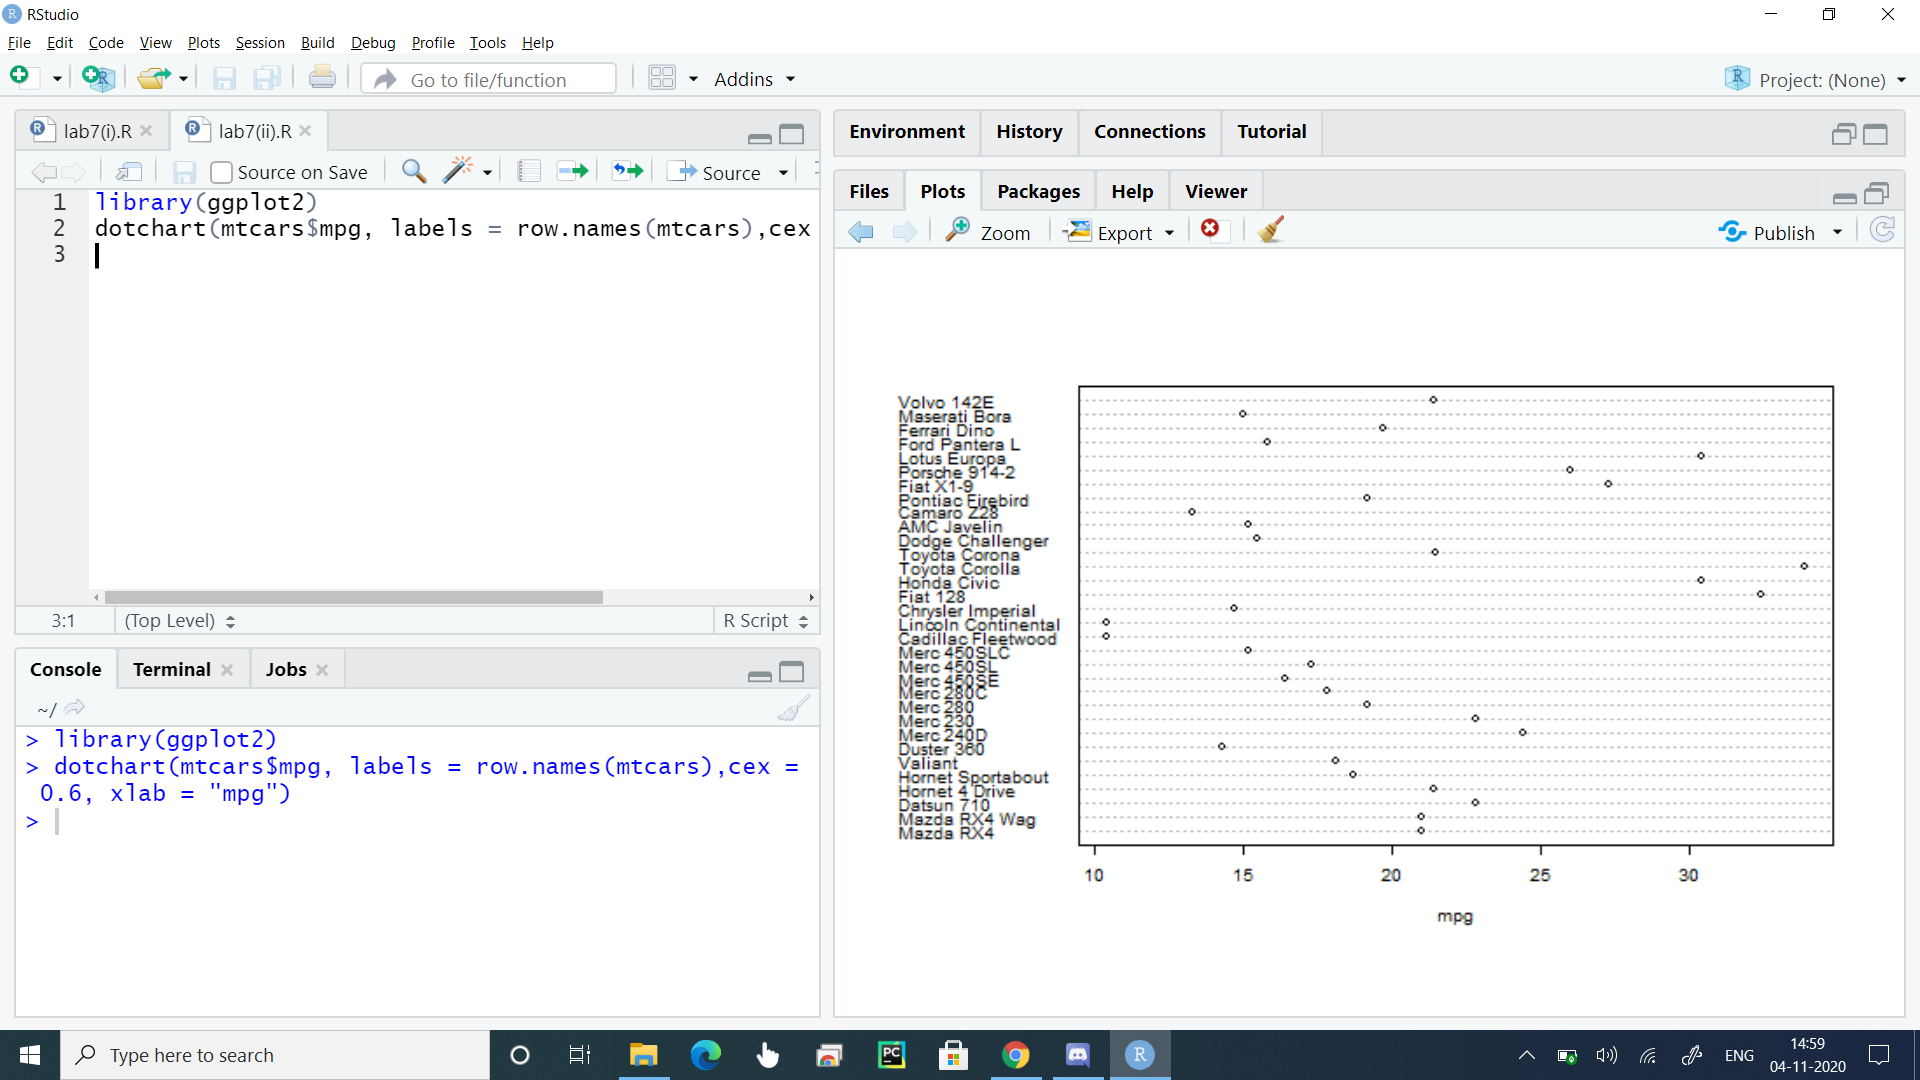 RStudio
File Edit Code View Plots Session Build Debug Profile Tools Help
Go to file/function Addins Project: (None)
lab7(i).R lab7(ii).R
Source on Save Source
1 library(ggplot2)
2 dotchart(mtcars$mpg, labels = row.names(mtcars),cex
3
3:1 (Top Level) R Script
Console Terminal Jobs
~/
> library(ggplot2)
> dotchart(mtcars$mpg, labels = row.names(mtcars),cex =
0.6, xlab = "mpg")
>
Environment History Connections Tutorial
Files Plots Packages Help Viewer
Zoom Export Publish
Volvo 142E
Maserati Bora
Ferrari Dino
Ford Pantera L
Lotus Europa
Porsche 914-2
Fiat X1-9
Pontiac Firebird
Camaro Z28
AMC Javelin
Dodge Challenger
Toyota Corona
Toyota Corolla
Honda Civic
Fiat 128
Chrysler Imperial
Lincoln Continental
Cadillac Fleetwood
Merc 450SLC
Merc 450SL
Merc 450SE
Merc 280C
Merc 280
Merc 230
Merc 240D
Duster 360
Valiant
Hornet Sportabout
Hornet 4 Drive
Datsun 710
Mazda RX4 Wag
Mazda RX4
10 15 20 25 30
mpg
Type here to search
PC
R
ENG
14:59
04-11-2020